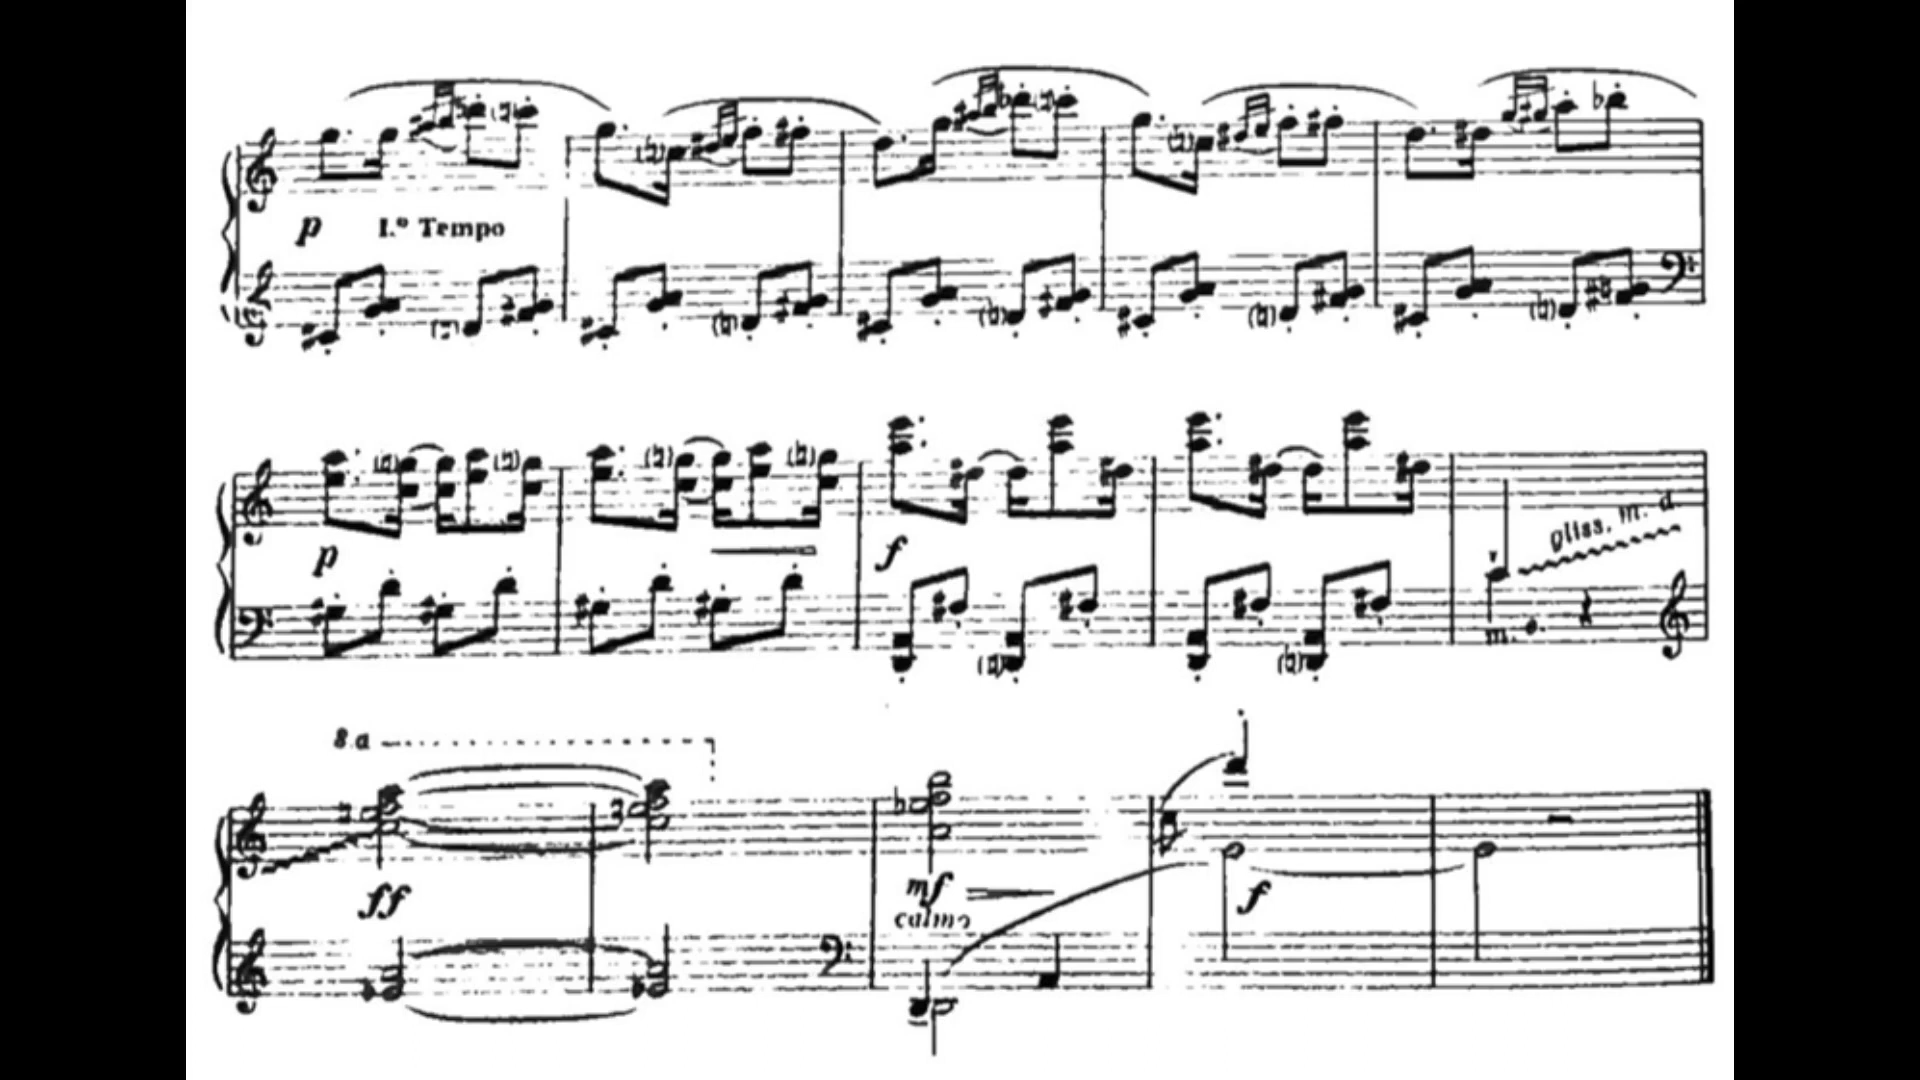 p I.º Tempo
gliss. m. d.
p f
m. s.
8.a
ff mf f
calmo